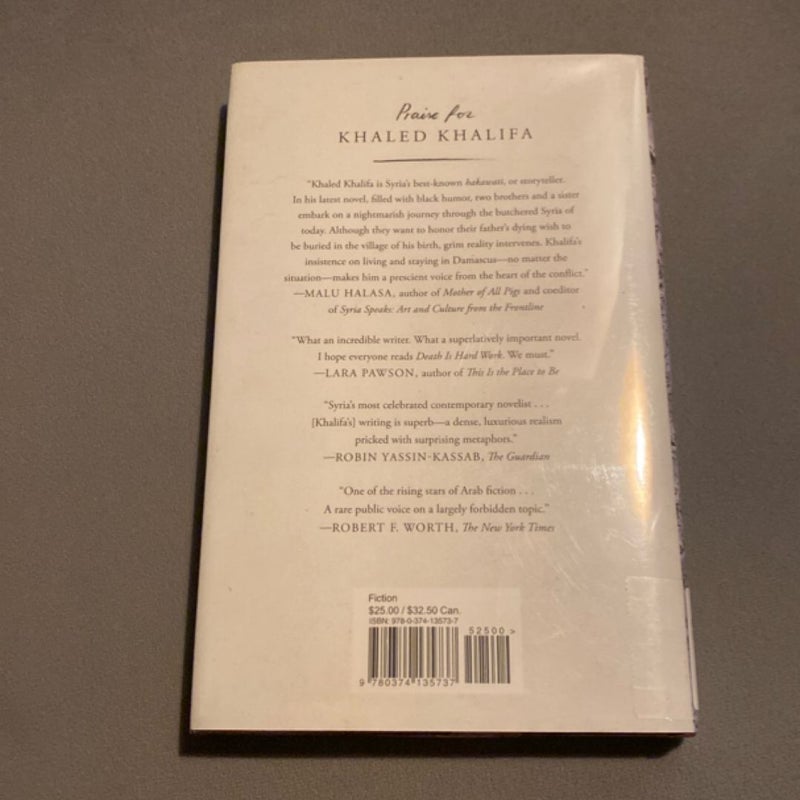 Praise for
KHALED KHALIFA
“Khaled Khalifa is Syria’s best-known hakawati, or storyteller.
In his latest novel, filled with black humor, two brothers and a sister
embark on a nightmarish journey through the butchered Syria of
today. Although they want to honor their father’s dying wish to
be buried in the village of his birth, grim reality intervenes. Khalifa’s
insistence on living and staying in Damascus—no matter the
situation—makes him a prescient voice from the heart of the conflict.”
—MALU HALASA, author of Mother of All Pigs and coeditor
of Syria Speaks: Art and Culture from the Frontline
“What an incredible writer. What a superlatively important novel.
I hope everyone reads Death Is Hard Work. We must.”
—LARA PAWSON, author of This Is the Place to Be
“Syria’s most celebrated contemporary novelist . . .
[Khalifa’s] writing is superb—a dense, luxurious realism
pricked with surprising metaphors.”
—ROBIN YASSIN-KASSAB, The Guardian
“One of the rising stars of Arab fiction . . .
A rare public voice on a largely forbidden topic.”
—ROBERT F. WORTH, The New York Times
Fiction
$25.00 / $32.50 Can.
ISBN: 978-0-374-13573-7
52500 >
9 780374 135737